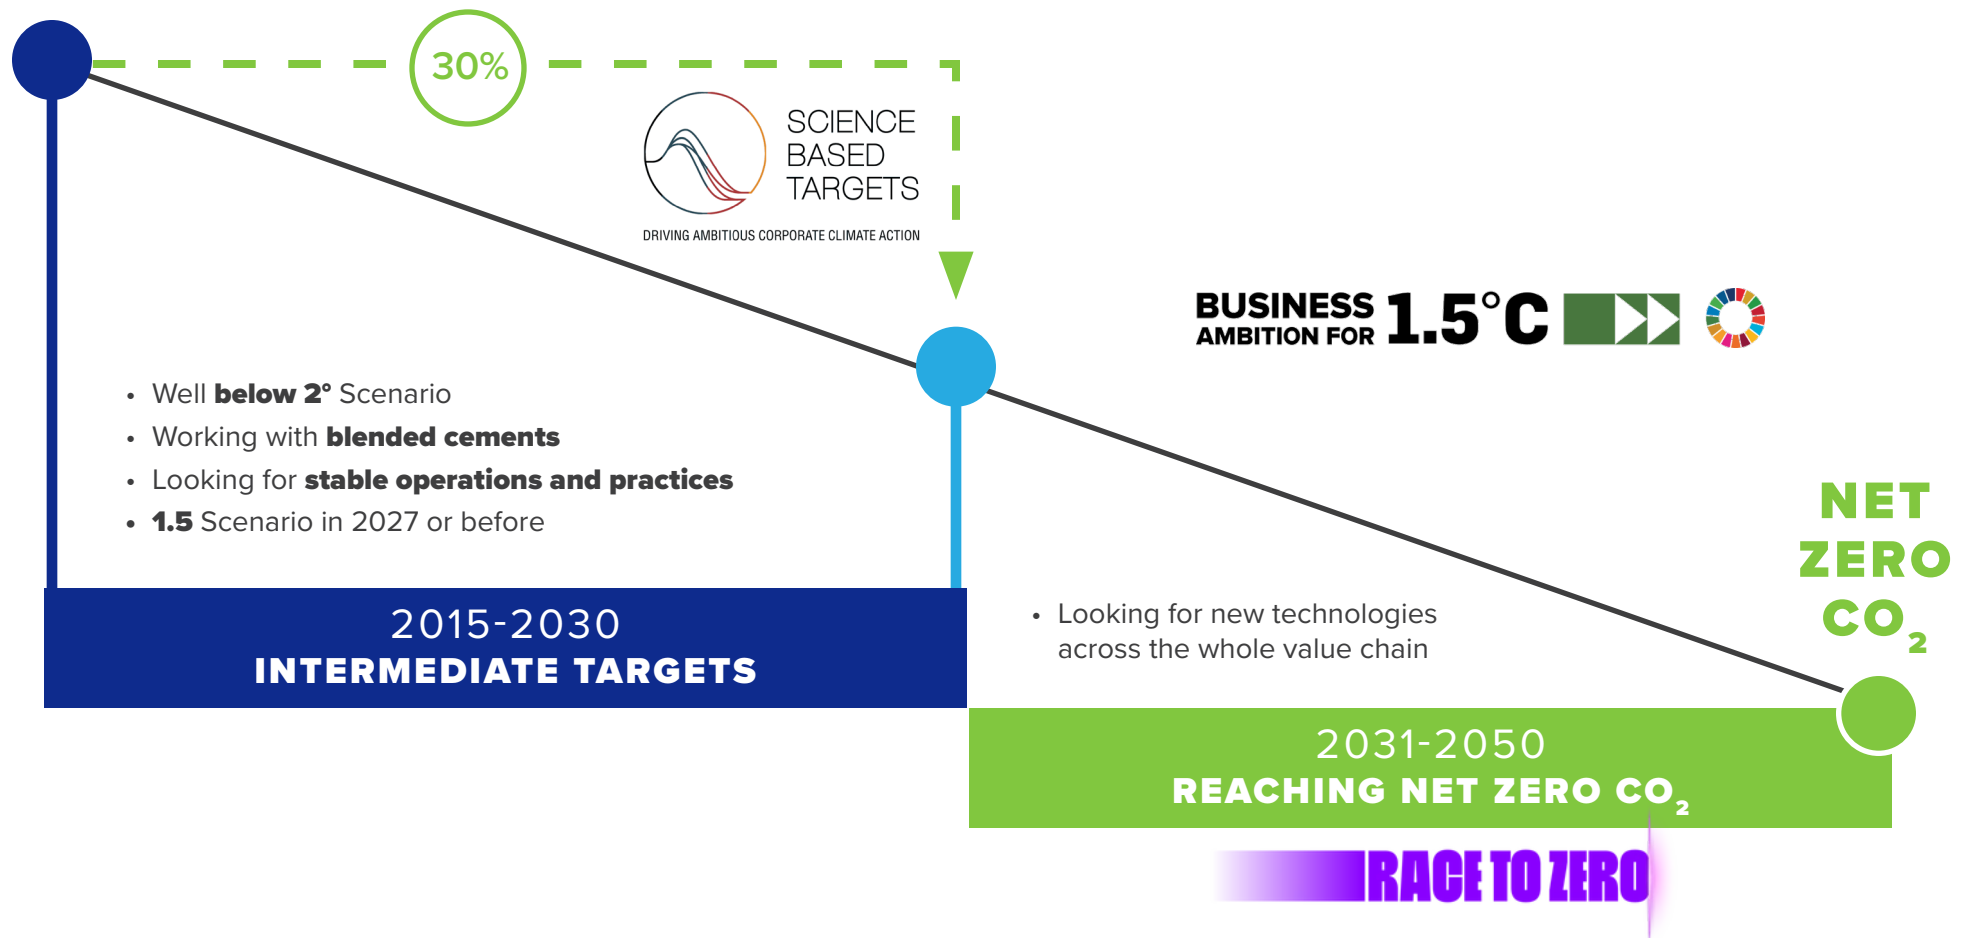 30%
SCIENCE
BASED
TARGETS
DRIVING AMBITIOUS CORPORATE CLIMATE ACTION
BUSINESS
AMBITION FOR
1.5°C
• Well below 2° Scenario
• Working with blended cements
• Looking for stable operations and practices
• 1.5 Scenario in 2027 or before
NET
ZERO
CO₂
2015-2030
INTERMEDIATE TARGETS
• Looking for new technologies
across the whole value chain
2031-2050
REACHING NET ZERO CO₂
RACE TO ZERO